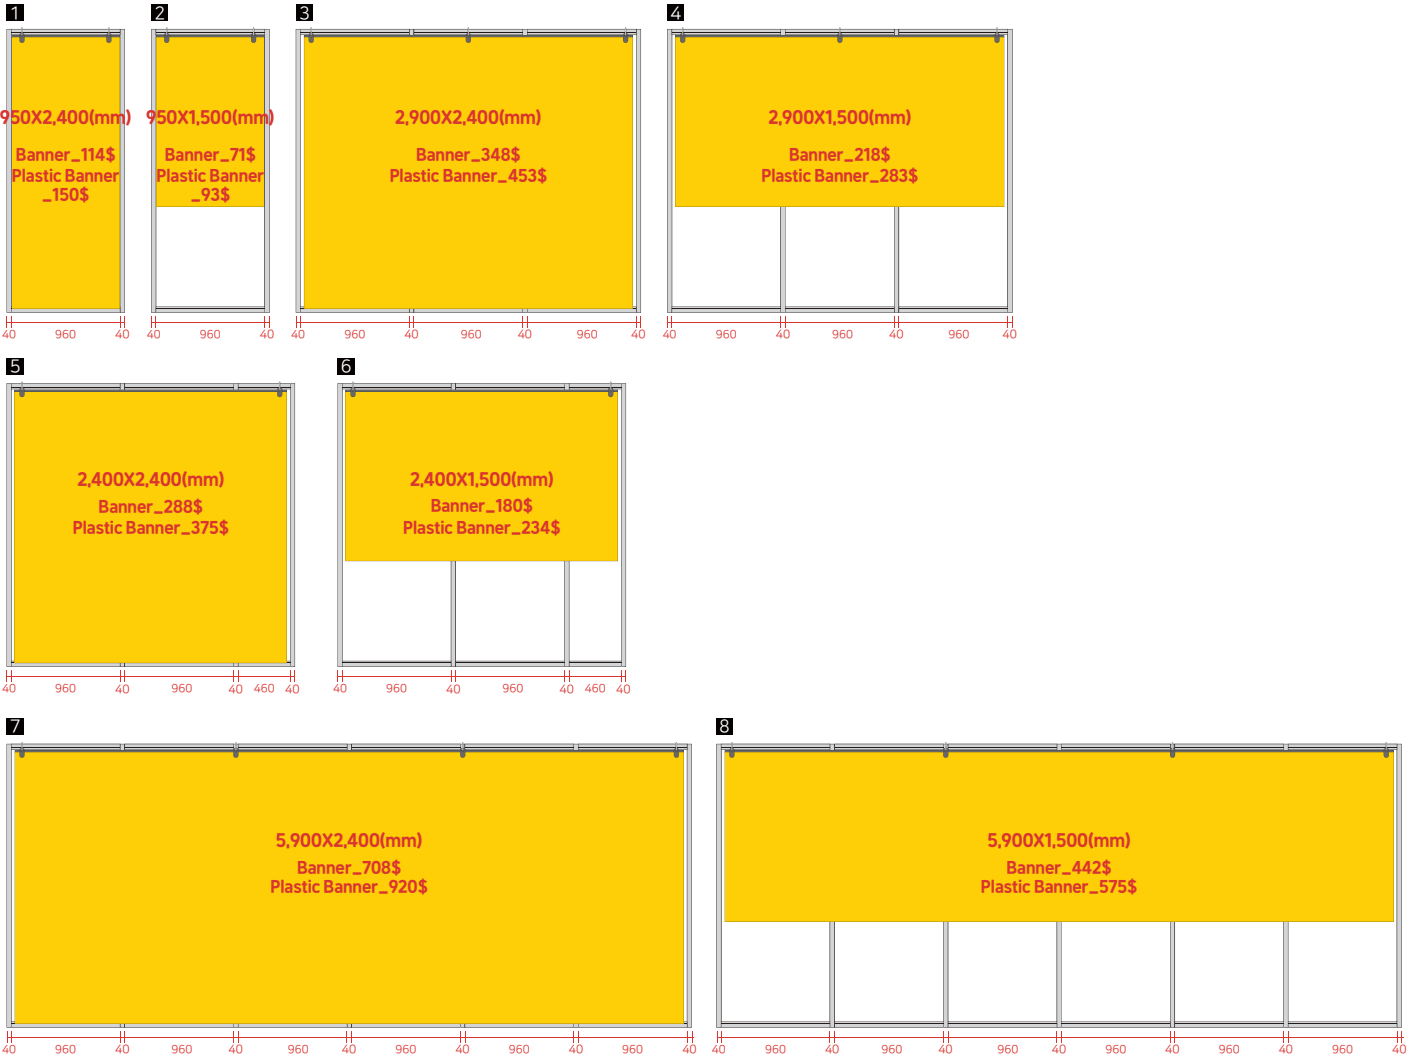 1
950X2,400(mm)
Banner_114$
Plastic Banner
_150$
40 960 40
2
950X1,500(mm)
Banner_71$
Plastic Banner
_93$
40 960 40
3
2,900X2,400(mm)
Banner_348$
Plastic Banner_453$
40 960 40 960 40 960 40
4
2,900X1,500(mm)
Banner_218$
Plastic Banner_283$
40 960 40 960 40 960 40
5
2,400X2,400(mm)
Banner_288$
Plastic Banner_375$
40 960 40 960 40 460 40
6
2,400X1,500(mm)
Banner_180$
Plastic Banner_234$
40 960 40 960 40 460 40
7
5,900X2,400(mm)
Banner_708$
Plastic Banner_920$
40 960 40 960 40 960 40 960 40 960 40 960 40
8
5,900X1,500(mm)
Banner_442$
Plastic Banner_575$
40 960 40 960 40 960 40 960 40 960 40 960 40